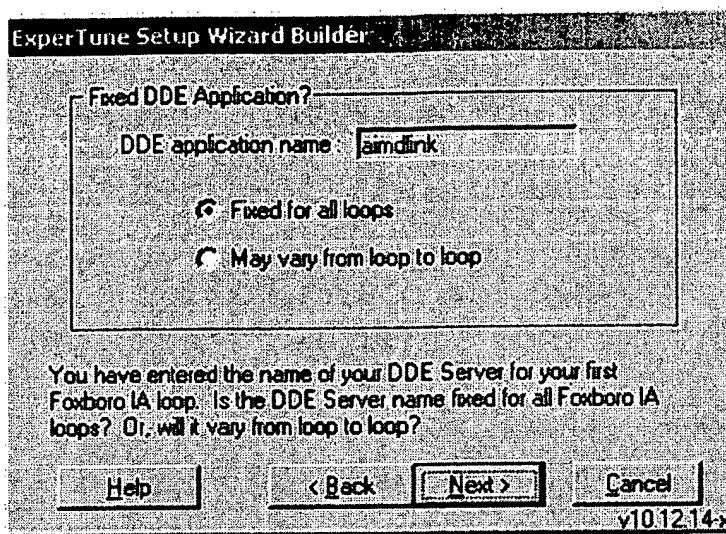 ExperTune Setup Wizard Builder
Fixed DDE Application?
DDE application name : aimdlink
Fixed for all loops
May vary from loop to loop
You have entered the name of your DDE Server for your first
Foxboro IA loop. Is the DDE Server name fixed for all Foxboro IA
loops? Or, will it vary from loop to loop?
Help
< Back
Next >
Cancel
v10.12.14-x